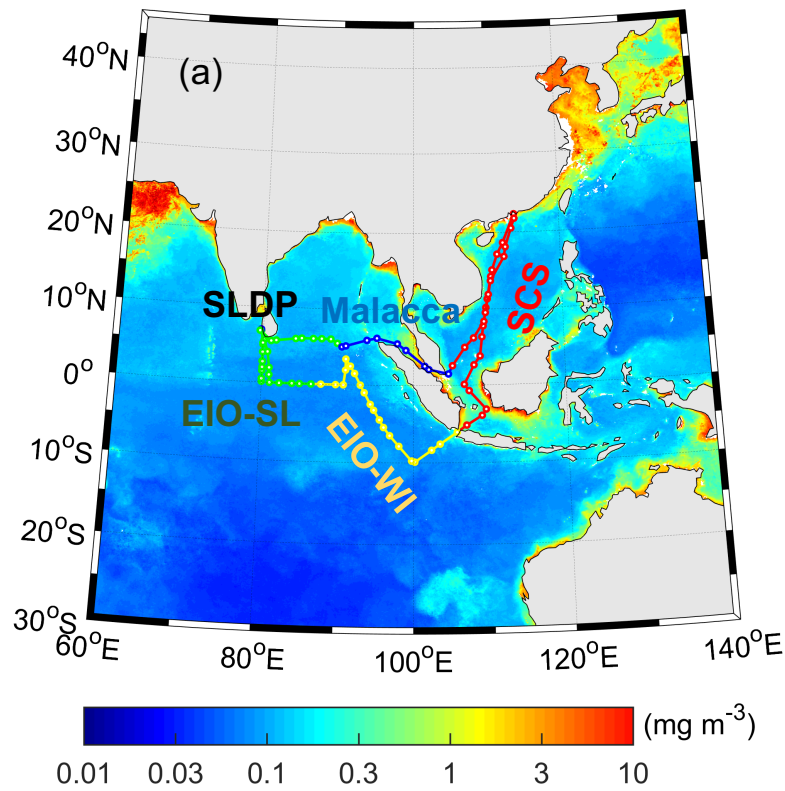 (a)
40°N
30°N
20°N
10°N
0°
10°S
20°S
30°S
SLDP
Malacca
SCS
EIO-SL
EIO-WI
60°E
80°E
100°E
120°E
140°E
(mg m⁻³)
0.01 0.03 0.1 0.3 1 3 10